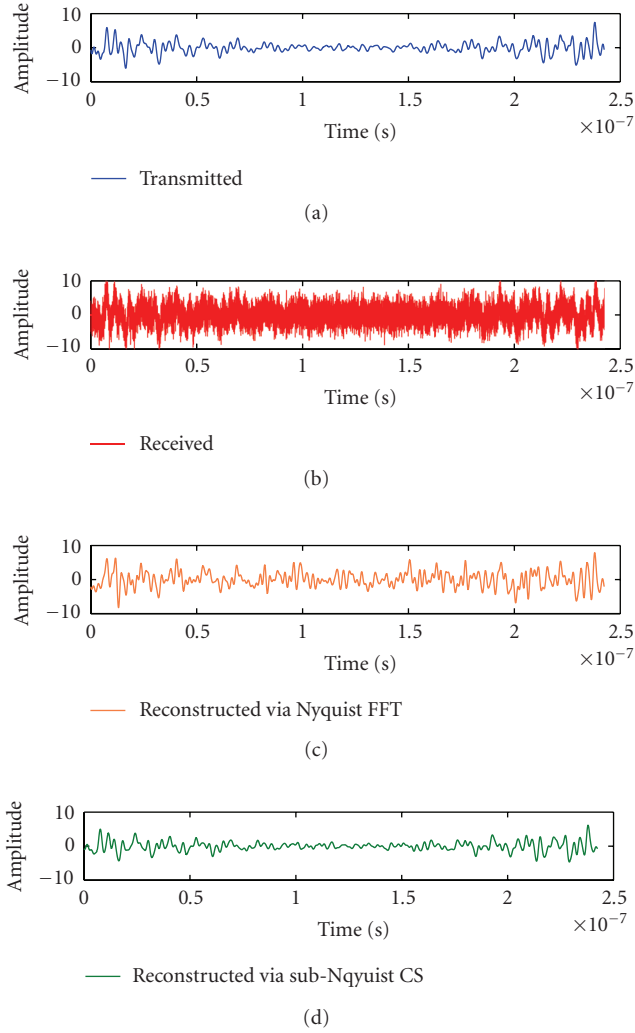 10
0
−10
Amplitude
0
0.5
1
1.5
2
2.5
Time (s)
×10−7
Transmitted
(a)
10
0
−10
Amplitude
0
0.5
1
1.5
2
2.5
Time (s)
×10−7
Received
(b)
10
0
−10
Amplitude
0
0.5
1
1.5
2
2.5
Time (s)
×10−7
Reconstructed via Nyquist FFT
(c)
10
0
−10
Amplitude
0
0.5
1
1.5
2
2.5
Time (s)
×10−7
Reconstructed via sub-Nqyuist CS
(d)